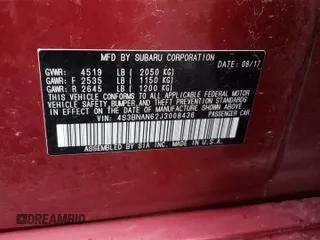 MFD BY SUBARU CORPORATION
DATE: 08/17
GVWR: 4519 LB ( 2050 KG)
GAWR: F 2535 LB ( 1150 KG)
GAWR: R 2645 LB ( 1200 KG)
THIS VEHICLE CONFORMS TO ALL APPLICABLE FEDERAL MOTOR
VEHICLE SAFETY, BUMPER, AND THEFT PREVENTION STANDARDS
IN EFFECT ON THE DATE OF MANUFACTURE SHOWN ABOVE.
VIN: 4S3BNAN62J3008436
PASSENGER CAR
ASSEMBLED BY SIA INC. MADE IN U.S.A.
DREAMBID